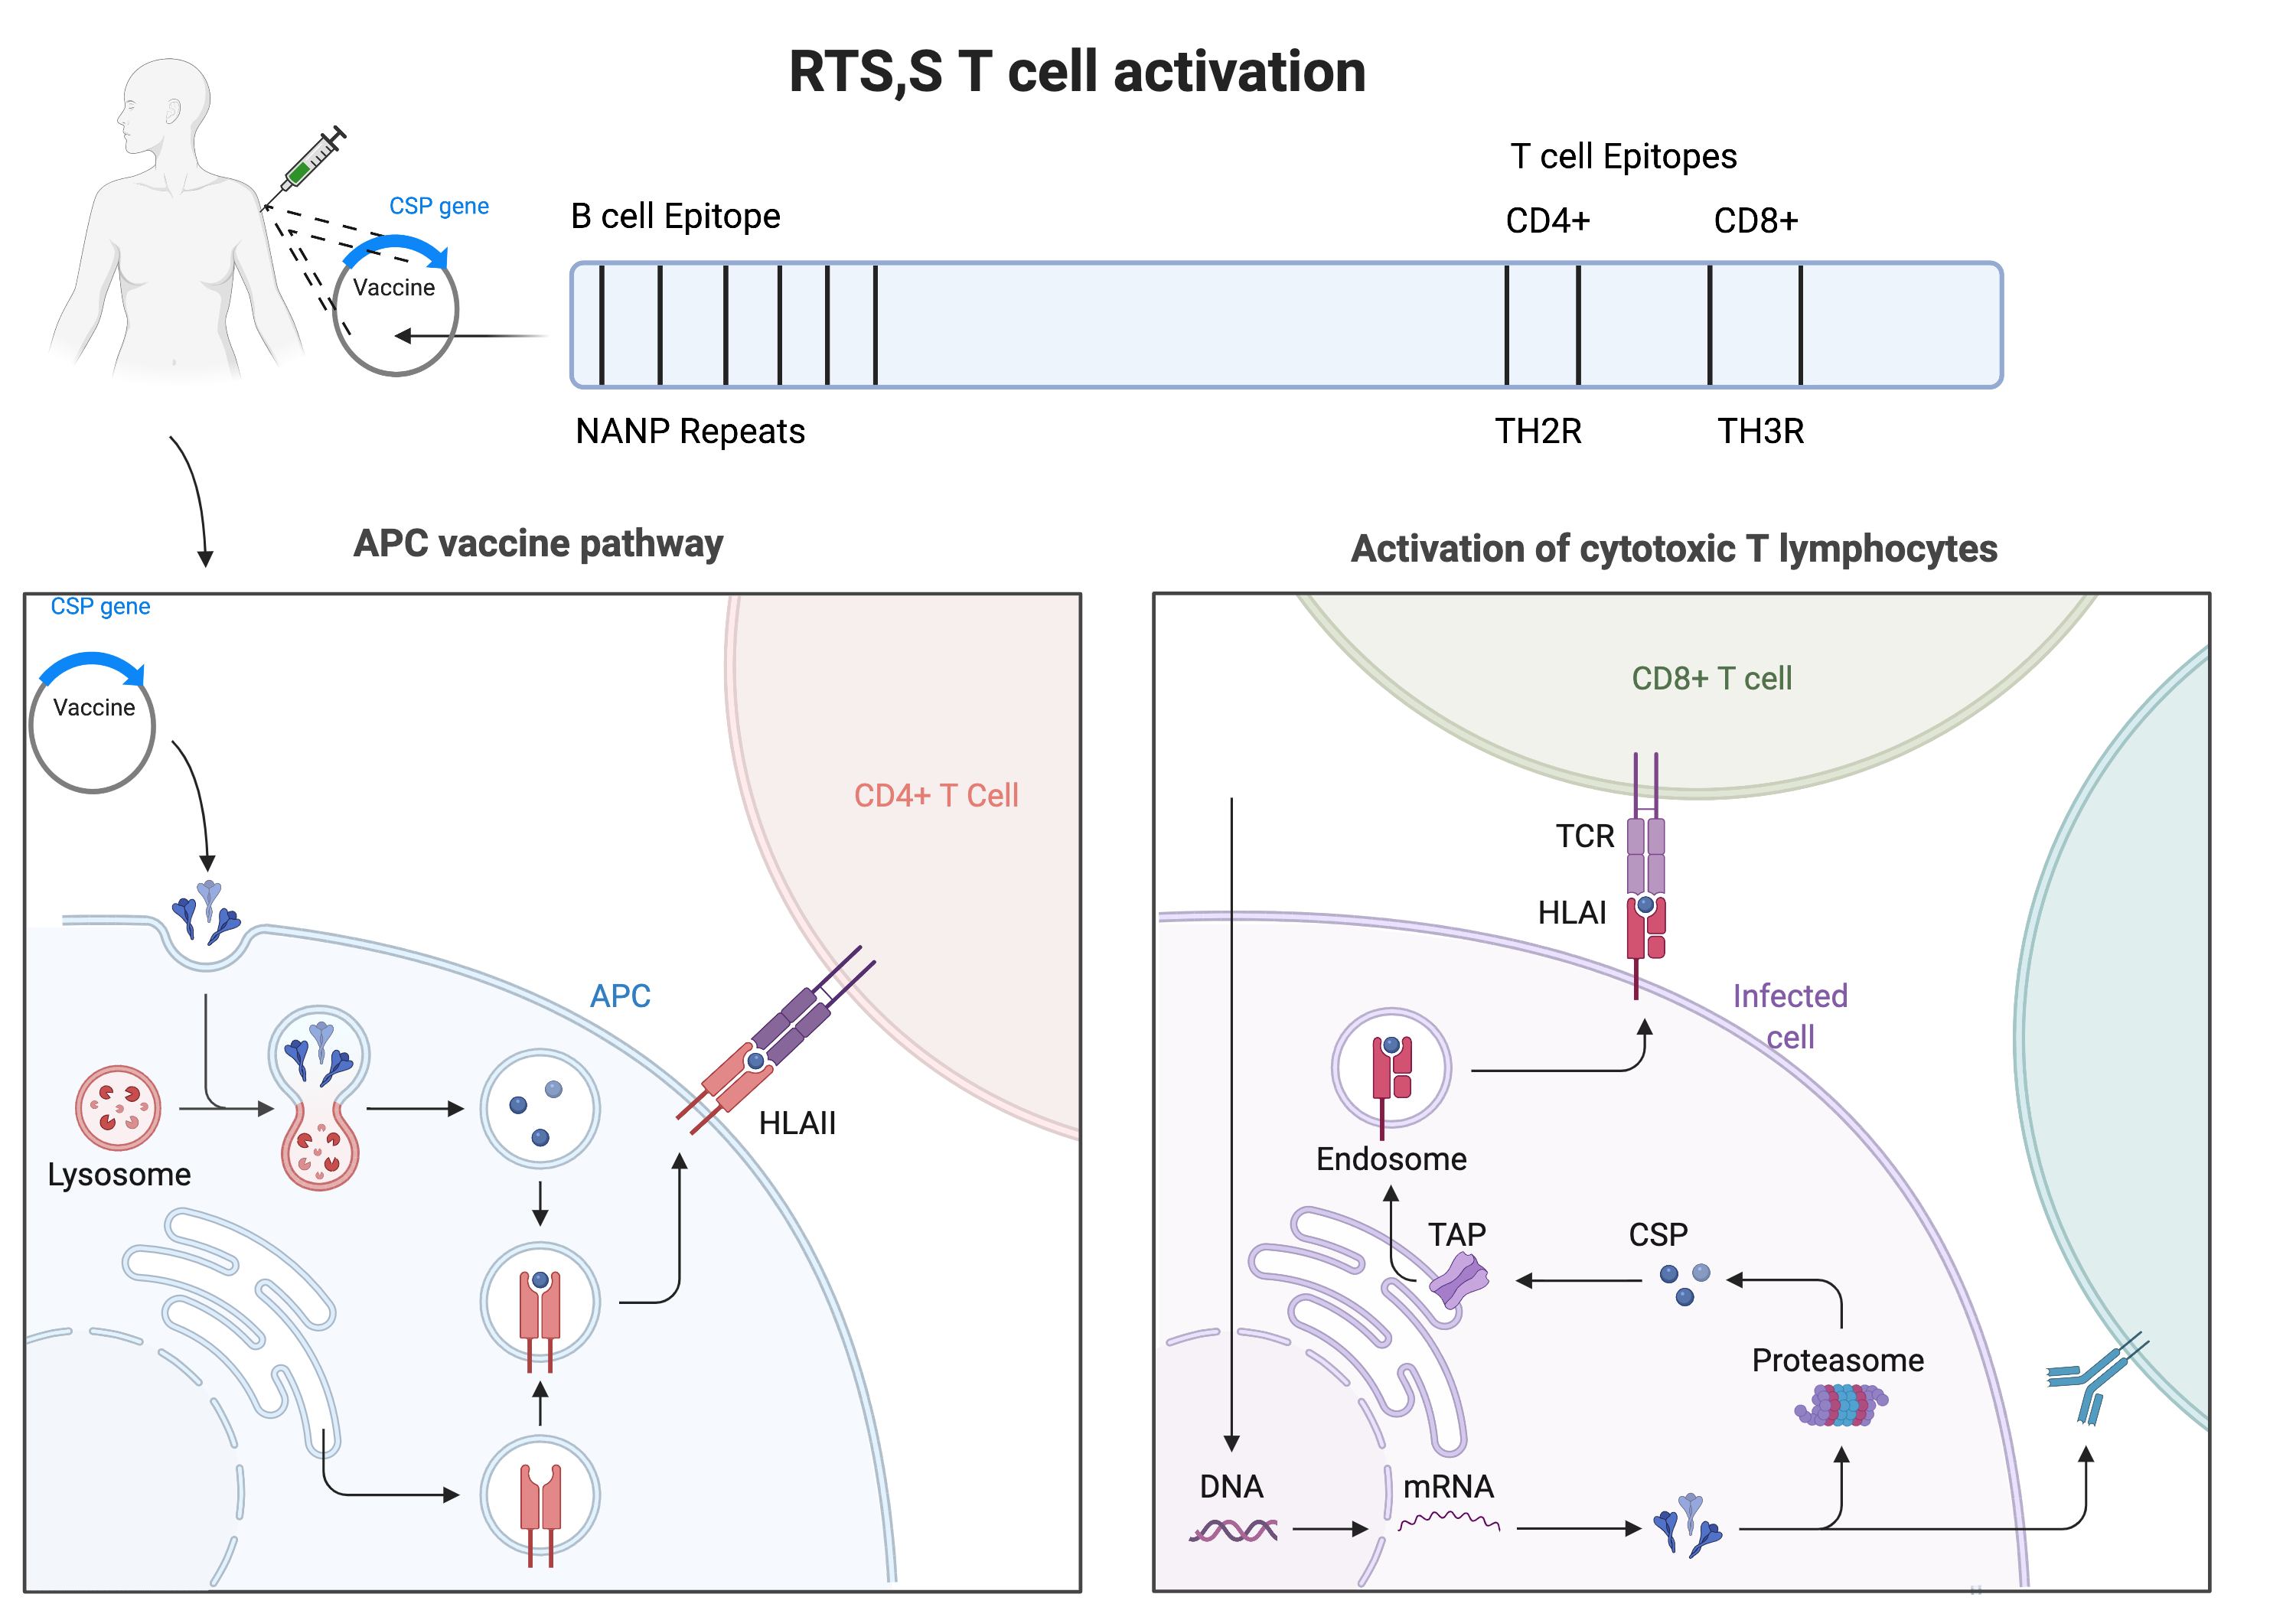 RTS,S T cell activation
CSP gene
Vaccine
B cell Epitope
T cell Epitopes
CD4+
CD8+
NANP Repeats
TH2R
TH3R
APC vaccine pathway
CSP gene
Vaccine
CD4+ T Cell
APC
HLAII
Lysosome
Activation of cytotoxic T lymphocytes
CD8+ T cell
TCR
HLAI
Infected
cell
Endosome
TAP
CSP
Proteasome
DNA
mRNA